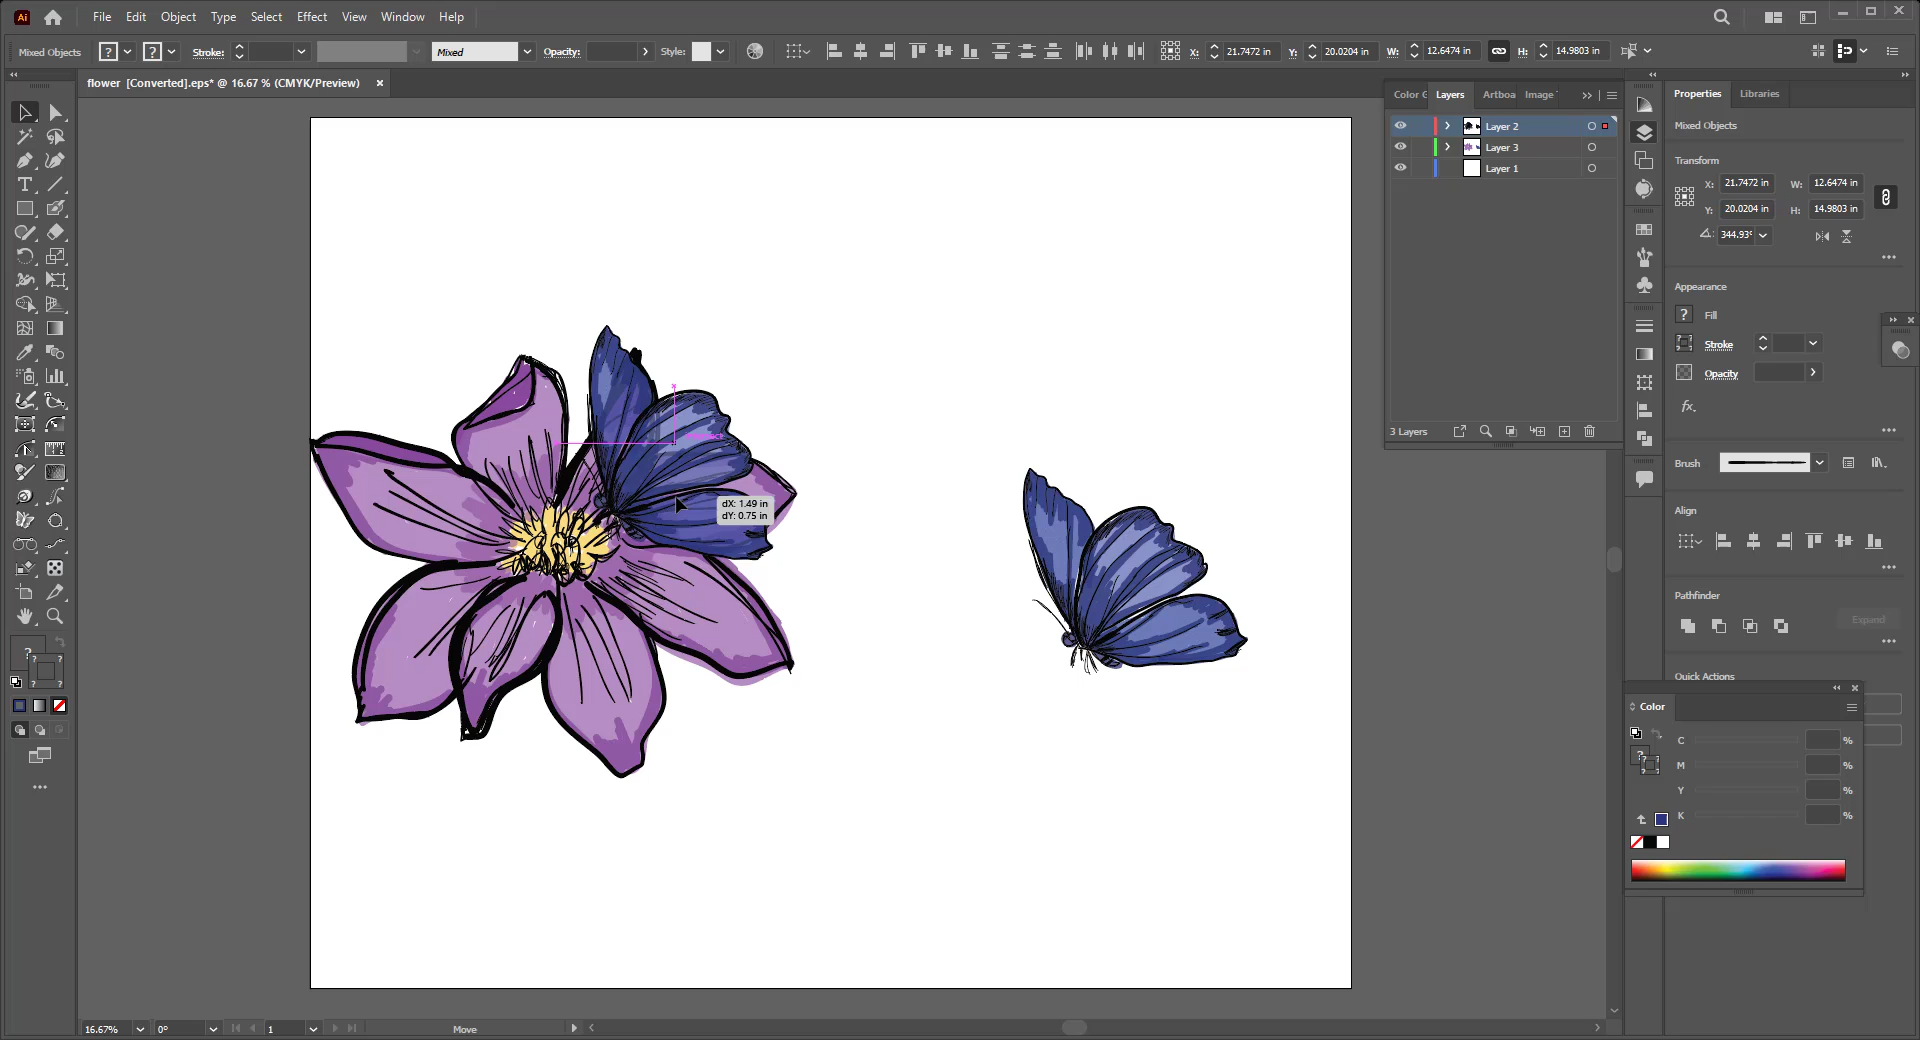 Ai File Edit Object Type Select Effect View Window Help
Mixed Objects ? ? Stroke: Mixed Opacity: Style: X: 21.7472 in Y: 20.0204 in W: 12.6474 in H: 14.9803 in
flower [Converted].eps* @ 16.67 % (CMYK/Preview) ×
Color G Layers Artboa Image
Layer 2
Layer 3
Layer 1
3 Layers
Properties Libraries
Mixed Objects
Transform
X: 21.7472 in W: 12.6474 in
Y: 20.0204 in H: 14.9803 in
344.93°
Appearance
? Fill
Stroke
Opacity
fx.
Brush
Align
Pathfinder
Expand
Quick Actions
Color
C %
M %
Y %
K %
dX: 1.49 in
dY: 0.75 in
16.67% 0° 1 Move